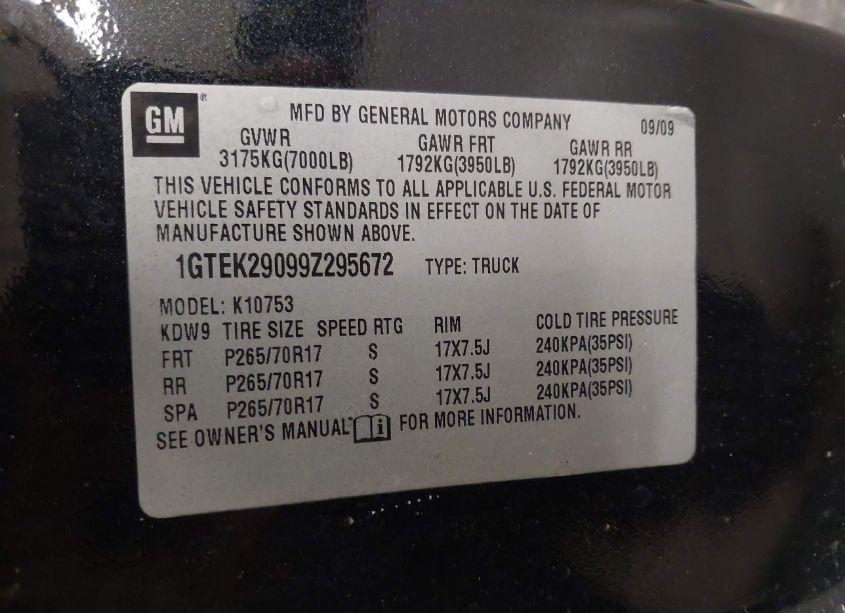 GM ® MFD BY GENERAL MOTORS COMPANY 09/09
GVWR GAWR FRT GAWR RR
3175KG(7000LB) 1792KG(3950LB) 1792KG(3950LB)
THIS VEHICLE CONFORMS TO ALL APPLICABLE U.S. FEDERAL MOTOR
VEHICLE SAFETY STANDARDS IN EFFECT ON THE DATE OF
MANUFACTURE SHOWN ABOVE.
1GTEK29099Z295672 TYPE: TRUCK
MODEL: K10753
KDW9 TIRE SIZE SPEED RTG RIM COLD TIRE PRESSURE
FRT P265/70R17 S 17X7.5J 240KPA(35PSI)
RR P265/70R17 S 17X7.5J 240KPA(35PSI)
SPA P265/70R17 S 17X7.5J 240KPA(35PSI)
SEE OWNER'S MANUAL FOR MORE INFORMATION.